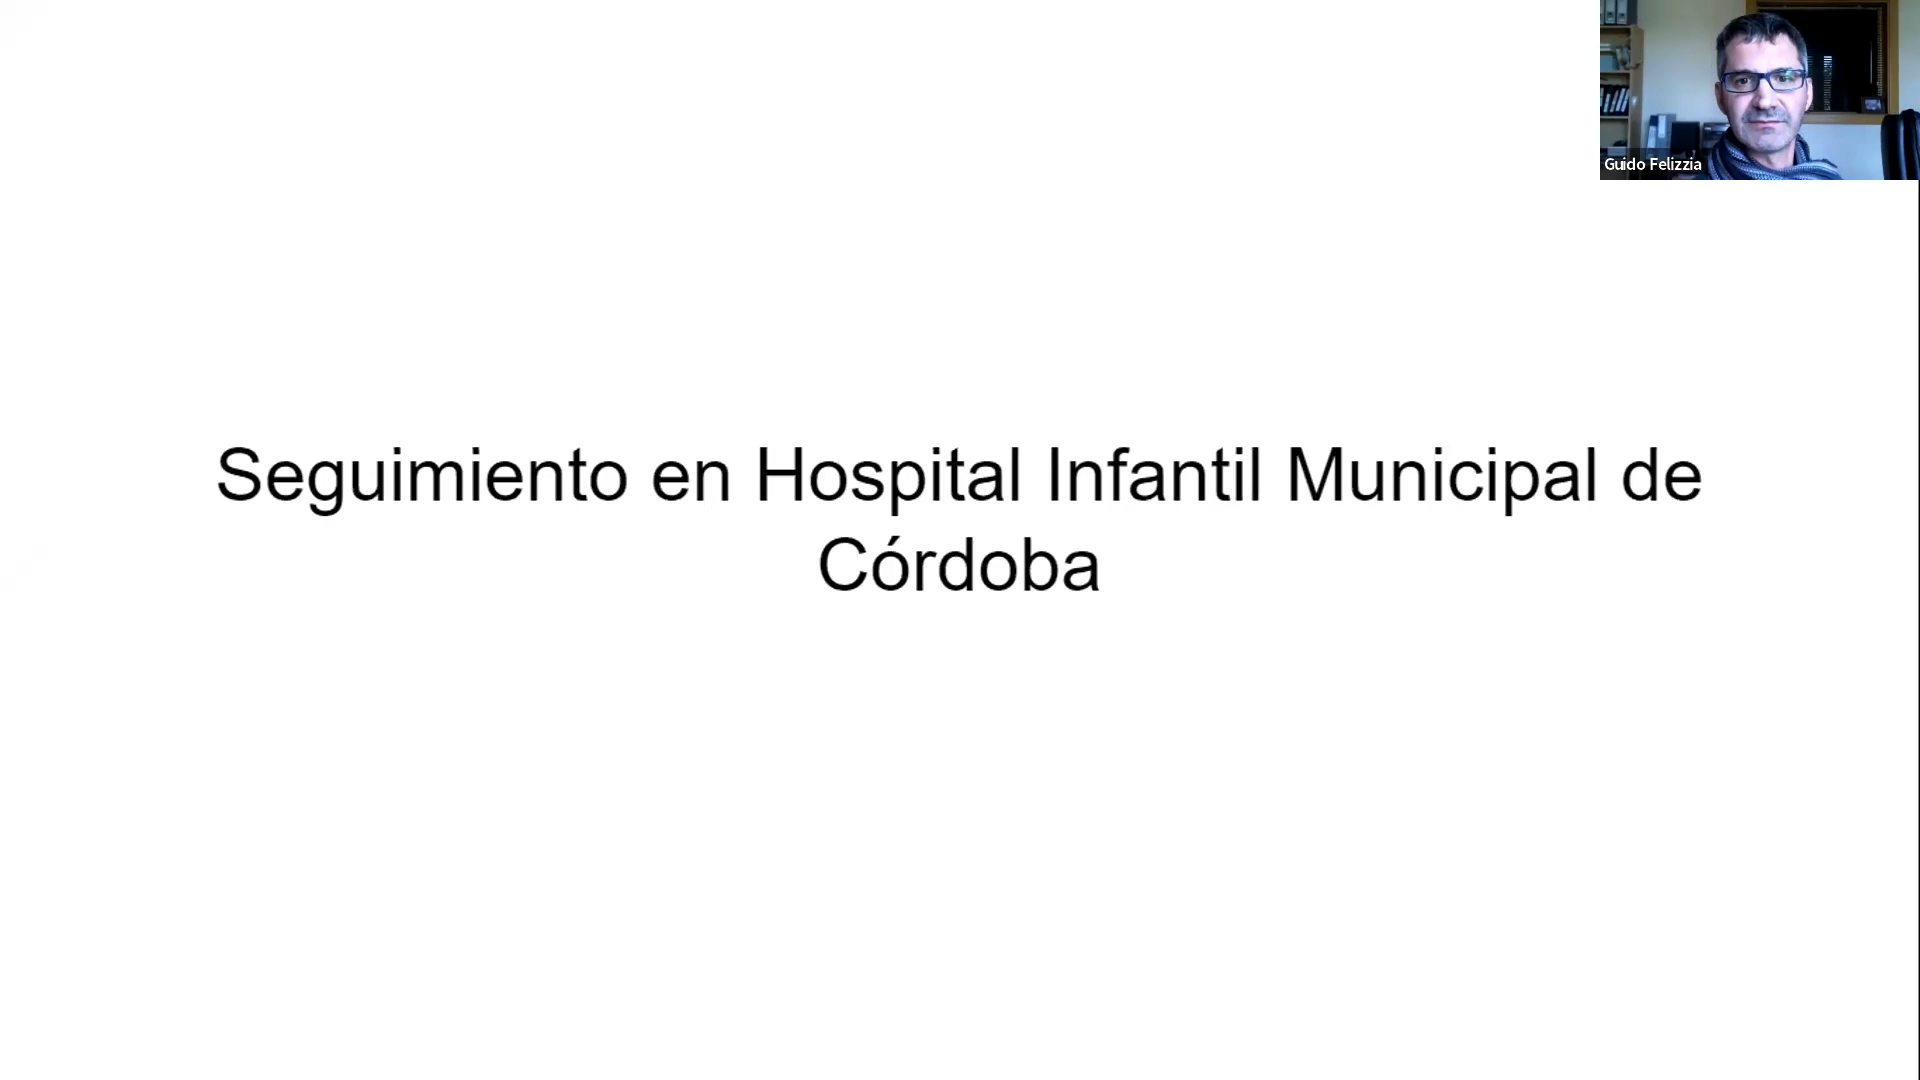 Guido Felizzia
Seguimiento en Hospital Infantil Municipal de
Córdoba